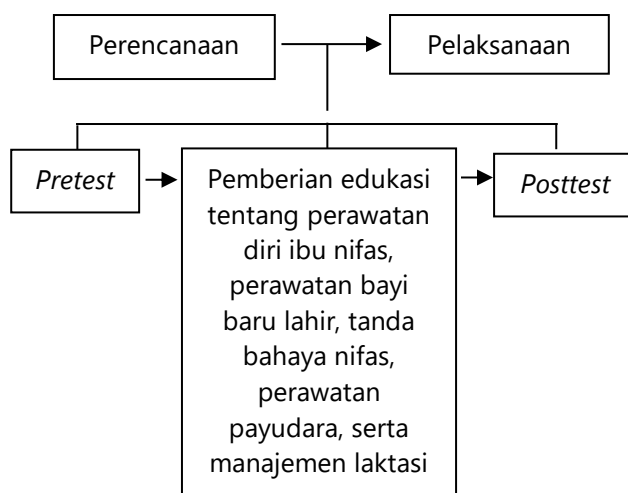 Perencanaan
Pelaksanaan
Pretest
Pemberian edukasi
tentang perawatan
diri ibu nifas,
perawatan bayi
baru lahir, tanda
bahaya nifas,
perawatan
payudara, serta
manajemen laktasi
Posttest